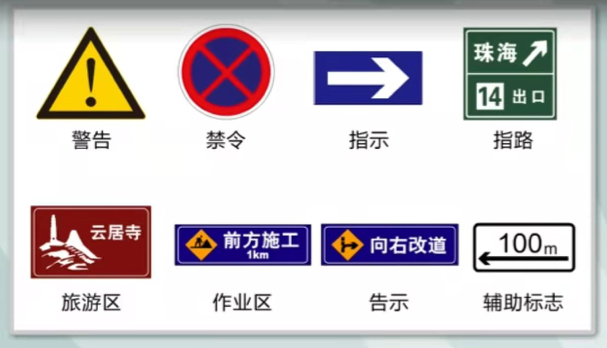 珠海
14 出口
警告
禁令
指示
指路
云居寺
前方施工
1km
向右改道
100m
旅游区
作业区
告示
辅助标志